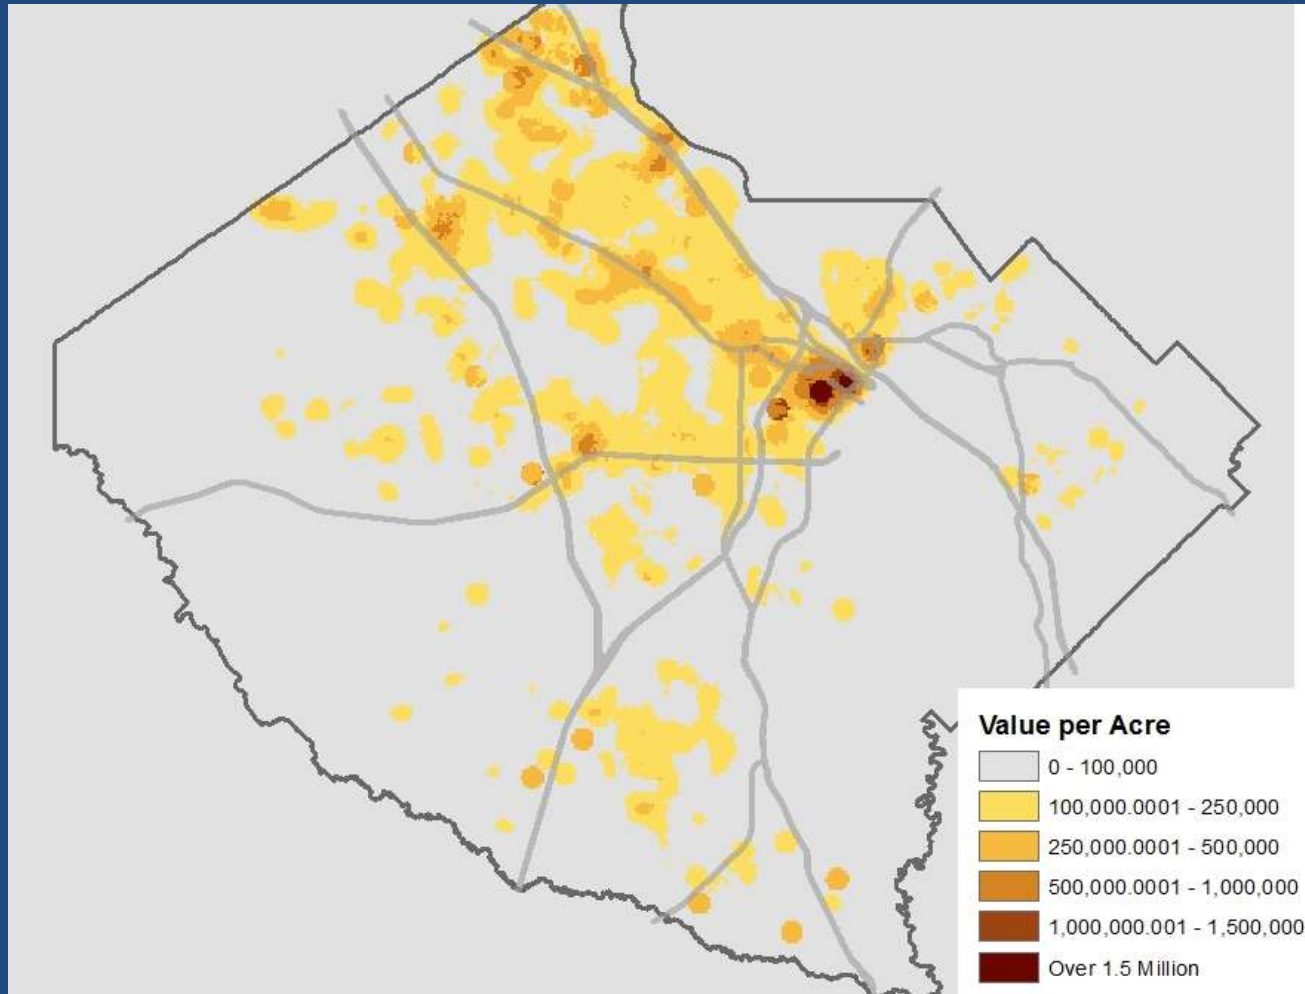 Value per Acre
0 - 100,000
100,000.0001 - 250,000
250,000.0001 - 500,000
500,000.0001 - 1,000,000
1,000,000.001 - 1,500,000
Over 1.5 Million